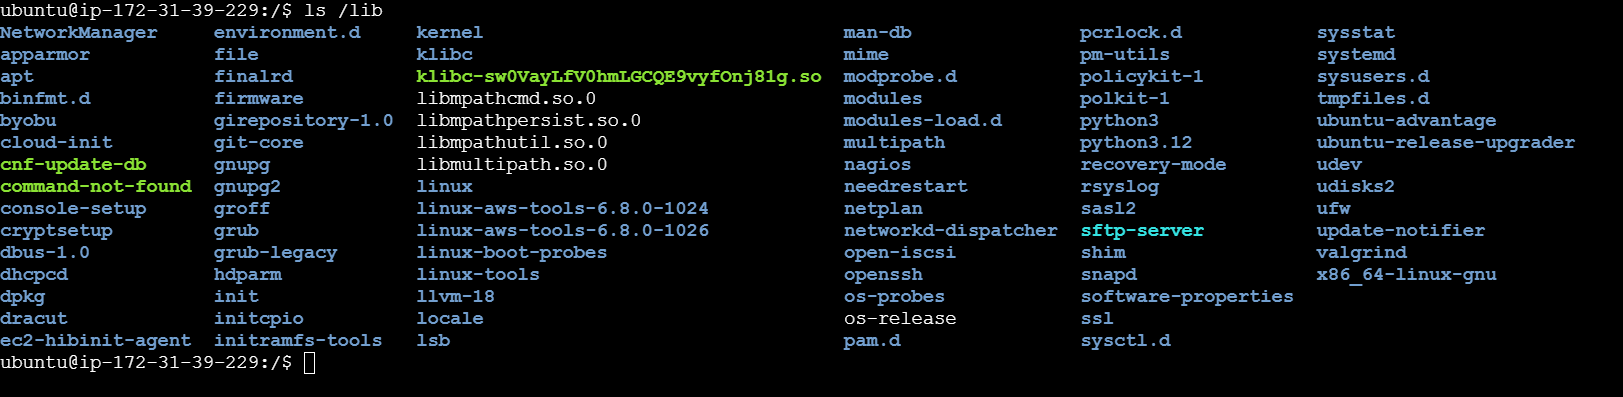 ubuntu@ip-172-31-39-229:/$ ls /lib
NetworkManager environment.d kernel man-db pcrlock.d sysstat
apparmor file klibc mime pm-utils systemd
apt finalrd klibc-sw0VayLfV0hmLGCQE9vyfOnj81g.so modprobe.d policykit-1 sysusers.d
binfmt.d firmware libmpathcmd.so.0 modules polkit-1 tmpfiles.d
byobu girepository-1.0 libmpathpersist.so.0 modules-load.d python3 ubuntu-advantage
cloud-init git-core libmpathutil.so.0 multipath python3.12 ubuntu-release-upgrader
cnf-update-db gnupg libmultipath.so.0 nagios recovery-mode udev
command-not-found gnupg2 linux needrestart rsyslog udisks2
console-setup groff linux-aws-tools-6.8.0-1024 netplan sasl2 ufw
cryptsetup grub linux-aws-tools-6.8.0-1026 networkd-dispatcher sftp-server update-notifier
dbus-1.0 grub-legacy linux-boot-probes open-iscsi shim valgrind
dhcpcd hdparm linux-tools openssh snapd x86_64-linux-gnu
dpkg init llvm-18 os-probes software-properties
dracut initcpio locale os-release ssl
ec2-hibinit-agent initramfs-tools lsb pam.d sysctl.d
ubuntu@ip-172-31-39-229:/$